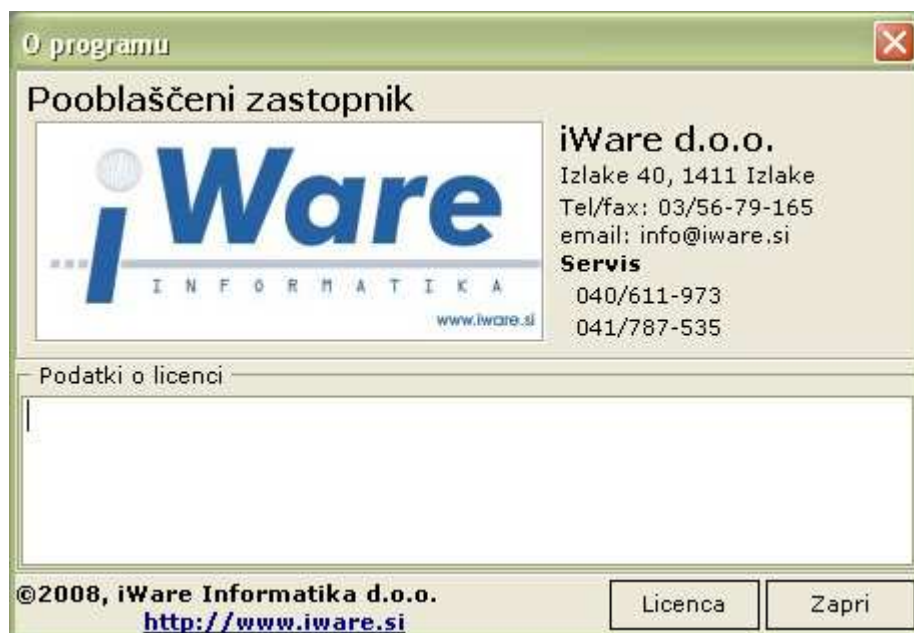 O programu
Pooblaščeni zastopnik
iWare
INFORMATIKA
www.iware.si
iWare d.o.o.
Izlake 40, 1411 Izlake
Tel/fax: 03/56-79-165
email: info@iware.si
Servis
040/611-973
041/787-535
Podatki o licenci
©2008, iWare Informatika d.o.o.
http://www.iware.si
Licenca
Zapri